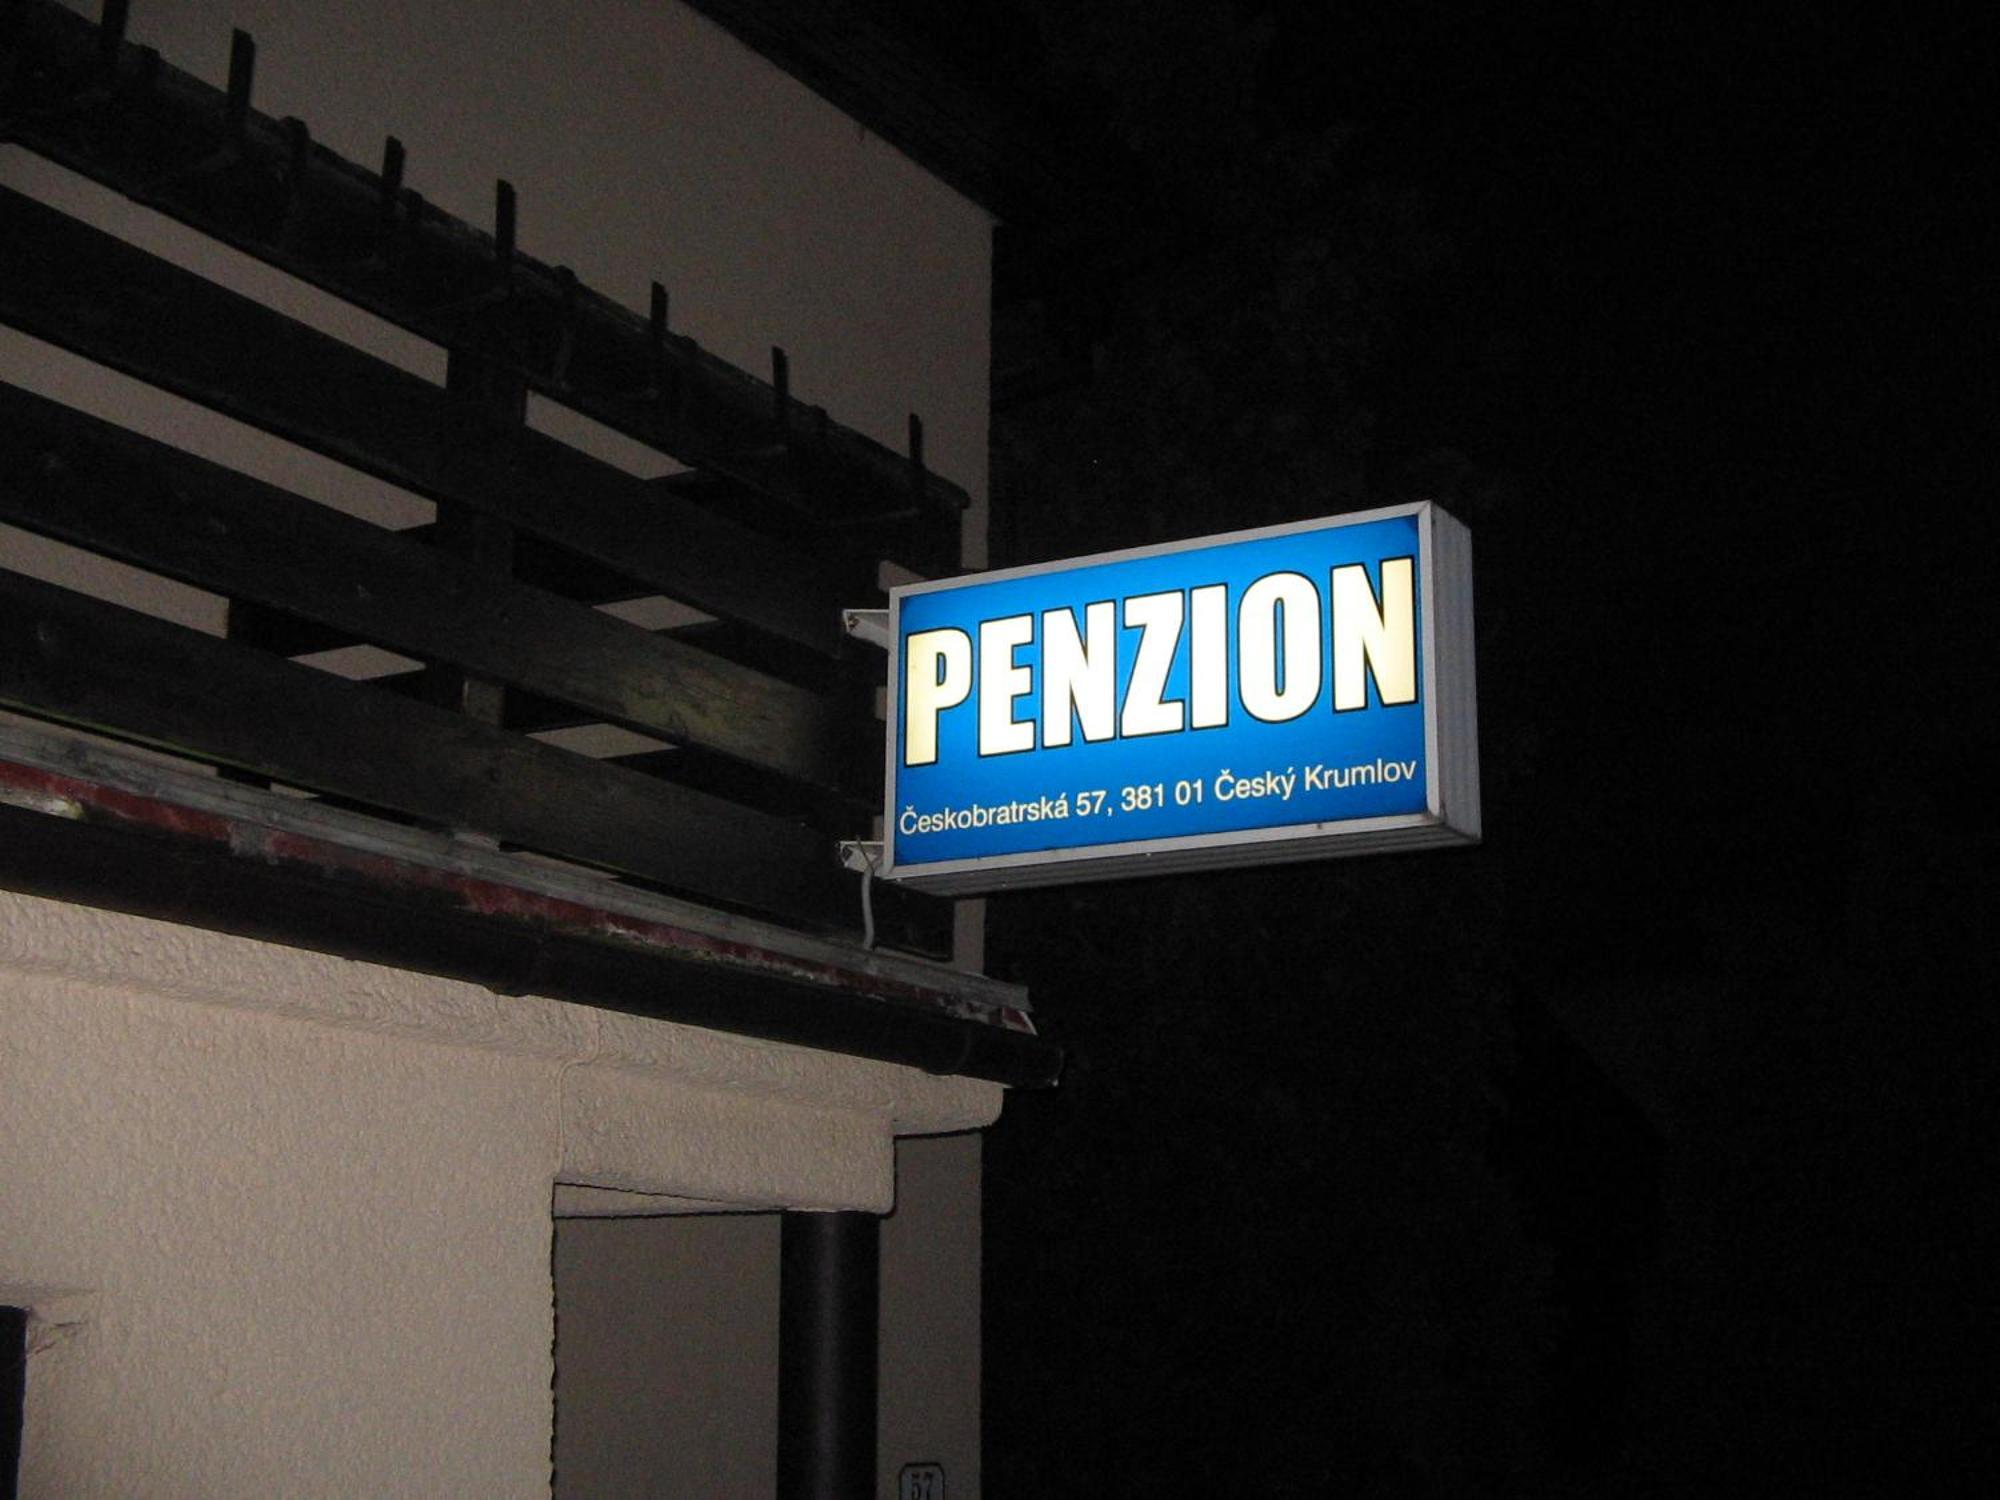 PENZION
Českobratrská 57, 381 01 Český Krumlov
57